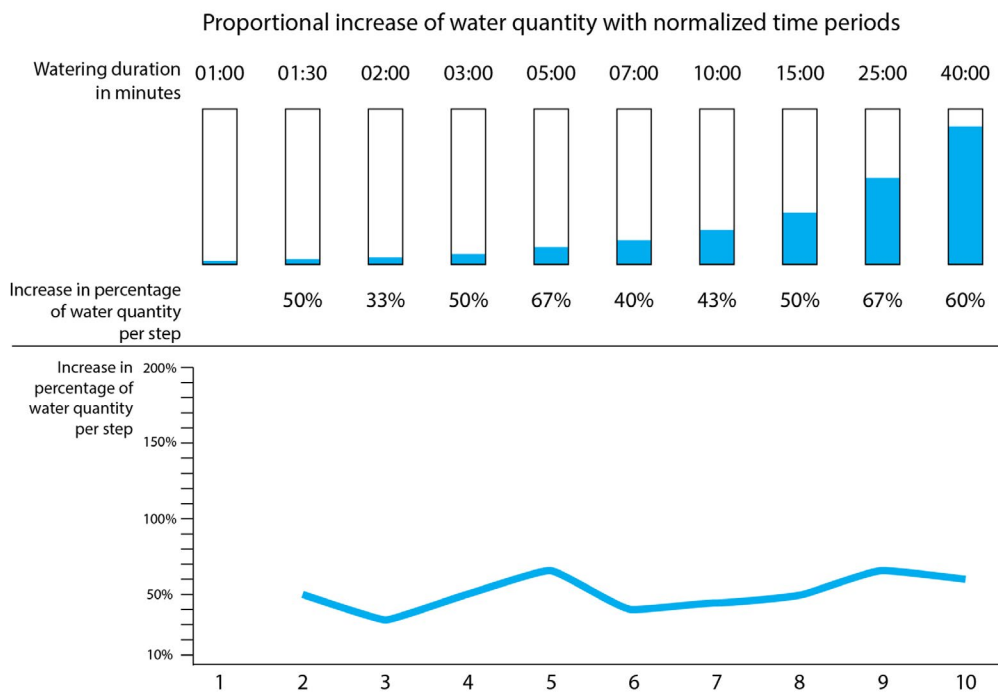 Proportional increase of water quantity with normalized time periods
Watering duration
in minutes
01:00 01:30 02:00 03:00 05:00 07:00 10:00 15:00 25:00 40:00
Increase in percentage
of water quantity
per step
50% 33% 50% 67% 40% 43% 50% 67% 60%
Increase in
percentage of
water quantity
per step
200%
150%
100%
50%
10%
1 2 3 4 5 6 7 8 9 10